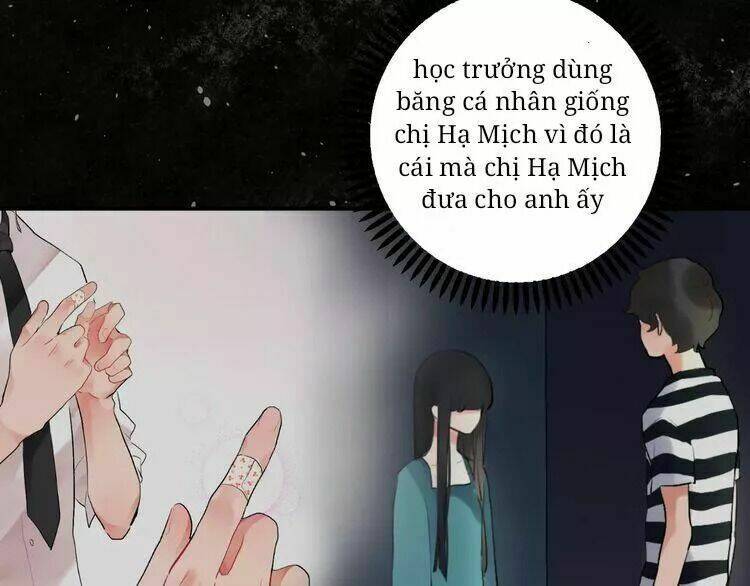 học trưởng dùng
băng cá nhân giống
chị Hạ Mịch vì đó là
cái mà chị Hạ Mịch
đưa cho anh ấy